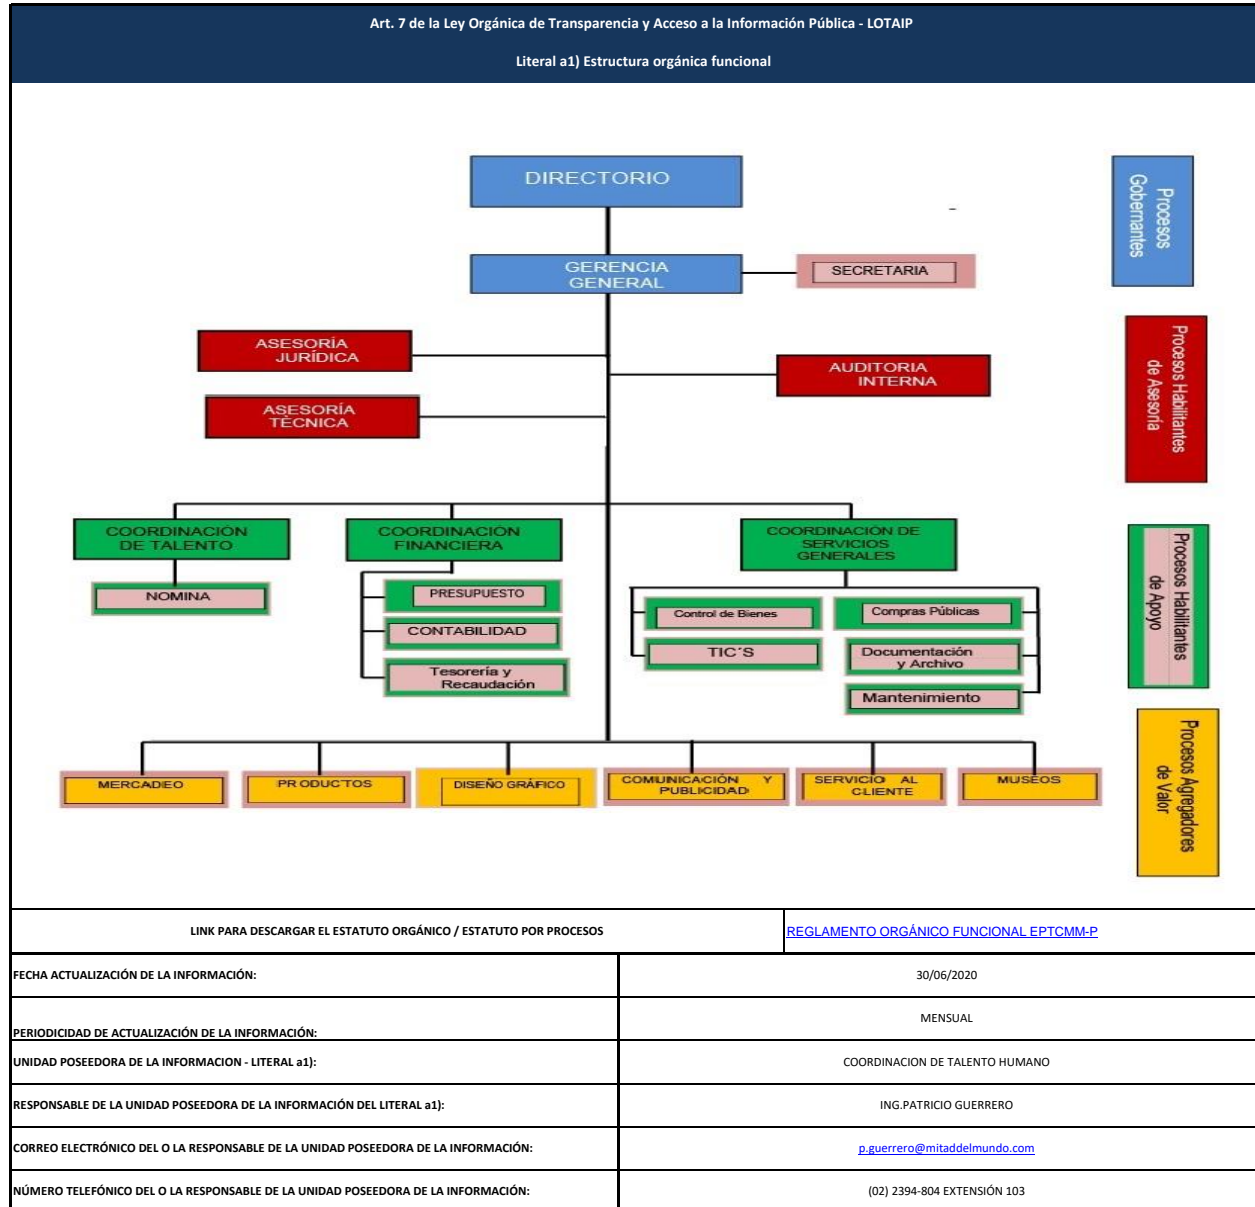 Art. 7 de la Ley Orgánica de Transparencia y Acceso a la Información Pública - LOTAIP
Literal a1) Estructura orgánica funcional
DIRECTORIO
Procesos
Gobernantes
GERENCIA
GENERAL
SECRETARIA
ASESORÍA
JURÍDICA
AUDITORIA
INTERNA
ASESORÍA
TÈCNICA
Procesos Habilitantes
de Asesoría
COORDINACIÓN
DE TALENTO
COORDINACIÓN
FINANCIERA
COORDINACIÓN DE
SERVICIOS
GENERALES
Procesos Habilitantes
de Apoyo
NOMINA
PRESUPUESTO
CONTABILIDAD
Tesorería y
Recaudación
Control de Bienes
TIC´S
Compras Públicas
Documentación
y Archivo
Mantenimiento
MERCADEO
PRODUCTOS
DISEÑO GRÁFICO
COMUNICACIÓN Y
PUBLICIDAD
SERVICIO AL
CLIENTE
MUSEOS
Procesos Agregadores
de Valor
LINK PARA DESCARGAR EL ESTATUTO ORGÁNICO / ESTATUTO POR PROCESOS
REGLAMENTO ORGÁNICO FUNCIONAL EPTCMM-P
FECHA ACTUALIZACIÓN DE LA INFORMACIÓN:
30/06/2020
PERIODICIDAD DE ACTUALIZACIÓN DE LA INFORMACIÓN:
MENSUAL
UNIDAD POSEEDORA DE LA INFORMACION - LITERAL a1):
COORDINACION DE TALENTO HUMANO
RESPONSABLE DE LA UNIDAD POSEEDORA DE LA INFORMACIÓN DEL LITERAL a1):
ING.PATRICIO GUERRERO
CORREO ELECTRÓNICO DEL O LA RESPONSABLE DE LA UNIDAD POSEEDORA DE LA INFORMACIÓN:
p.guerrero@mitaddelmundo.com
NÚMERO TELEFÓNICO DEL O LA RESPONSABLE DE LA UNIDAD POSEEDORA DE LA INFORMACIÓN:
(02) 2394-804 EXTENSIÓN 103